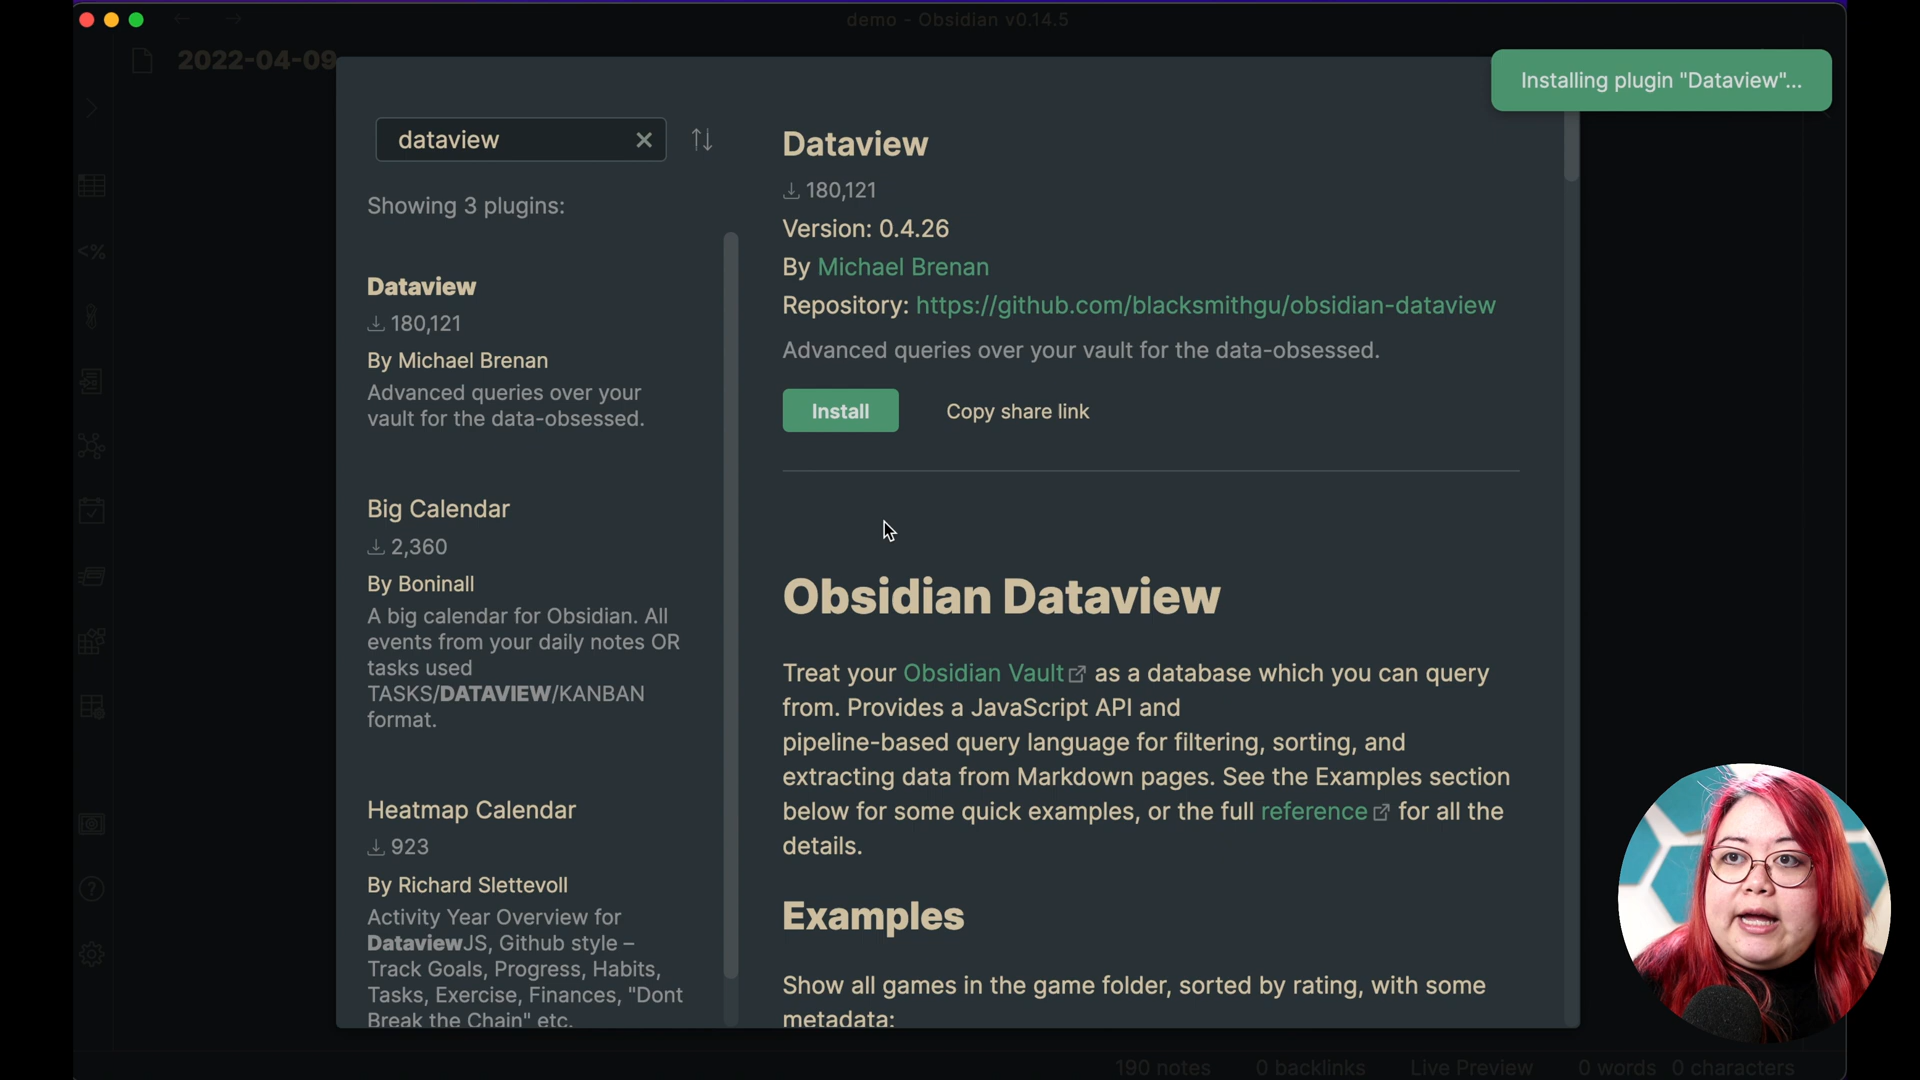 demo - Obsidian v0.14.5
2022-04-09
Installing plugin "Dataview"...
dataview
Showing 3 plugins:
Dataview
180,121
By Michael Brenan
Advanced queries over your
vault for the data-obsessed.
Big Calendar
2,360
By Boninall
A big calendar for Obsidian. All
events from your daily notes OR
tasks used
TASKS/DATAVIEW/KANBAN
format.
Heatmap Calendar
923
By Richard Slettevoll
Activity Year Overview for
DataviewJS, Github style –
Track Goals, Progress, Habits,
Tasks, Exercise, Finances, "Dont
Break the Chain" etc.
Dataview
180,121
Version: 0.4.26
By Michael Brenan
Repository: https://github.com/blacksmithgu/obsidian-dataview
Advanced queries over your vault for the data-obsessed.
Install Copy share link
Obsidian Dataview
Treat your Obsidian Vault as a database which you can query
from. Provides a JavaScript API and
pipeline-based query language for filtering, sorting, and
extracting data from Markdown pages. See the Examples section
below for some quick examples, or the full reference for all the
details.
Examples
Show all games in the game folder, sorted by rating, with some
metadata:
190 notes 0 backlinks Live Preview 0 words 0 characters